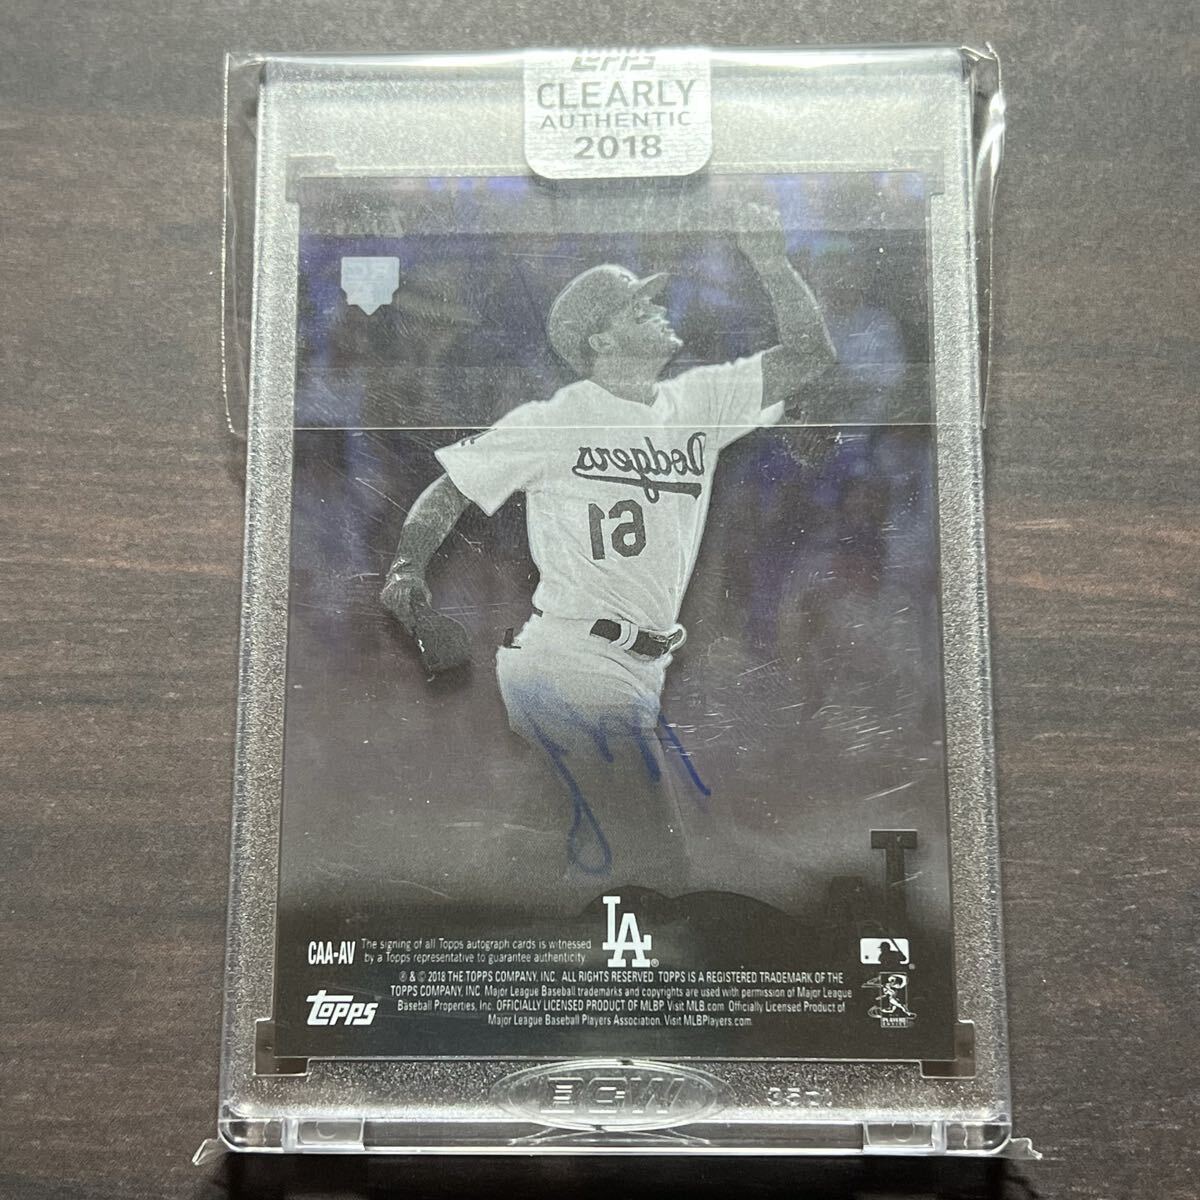 TOPPS
CLEARLY
AUTHENTIC
2018
RC
Dodgers
61
LA
CAA-AV
The signing of all Topps autograph cards is witnessed
by a Topps representative to guarantee authenticity.
℗ & © 2018 THE TOPPS COMPANY, INC. ALL RIGHTS RESERVED. TOPPS IS A REGISTERED TRADEMARK OF THE
TOPPS COMPANY, INC. Major League Baseball trademarks and copyrights are used with permission of Major League
Baseball Properties, Inc. OFFICIALLY LICENSED PRODUCT OF MLBP Visit MLB.com Officially Licensed Product of
Major League Baseball Players Association. Visit MLBPlayers.com
TOPPS
BCW
35pt